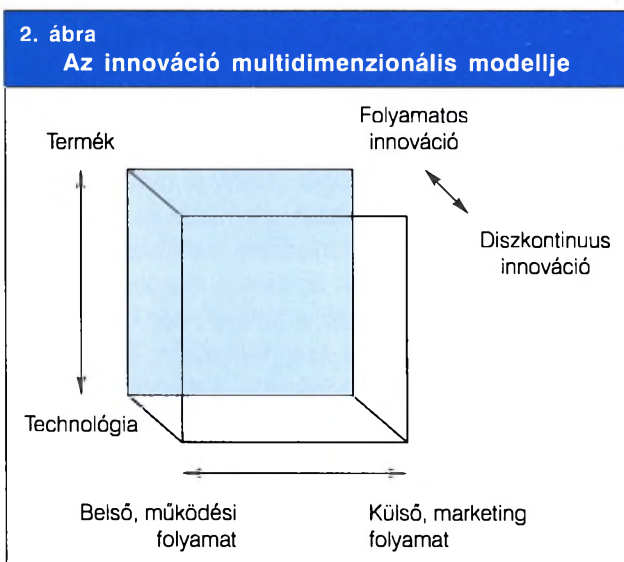 2. ábra
Az innováció multidimenzionális modellje
Folyamatos
innováció
Termék
Diszkontinuus
innováció
Technológia
Belső, működési
folyamat
Külső, marketing
folyamat